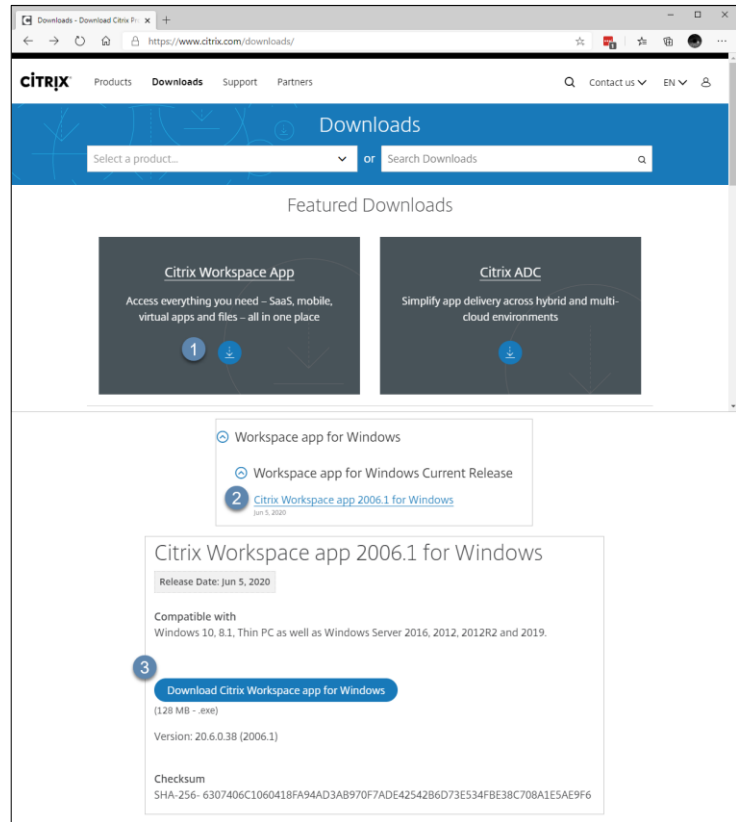 Downloads - Download Citrix Pr
https://www.citrix.com/downloads/
CİTRIX Products Downloads Support Partners Contact us EN
Downloads
Select a product... or Search Downloads
Featured Downloads
Citrix Workspace App
Access everything you need – SaaS, mobile,
virtual apps and files – all in one place
1
Citrix ADC
Simplify app delivery across hybrid and multi-
cloud environments
Workspace app for Windows
Workspace app for Windows Current Release
2 Citrix Workspace app 2006.1 for Windows
Jun 5, 2020
Citrix Workspace app 2006.1 for Windows
Release Date: Jun 5, 2020
Compatible with
Windows 10, 8.1, Thin PC as well as Windows Server 2016, 2012, 2012R2 and 2019.
3
Download Citrix Workspace app for Windows
(128 MB - .exe)
Version: 20.6.0.38 (2006.1)
Checksum
SHA-256- 6307406C1060418FA94AD3AB970F7ADE42542B6D73E534FBE38C708A1E5AE9F6